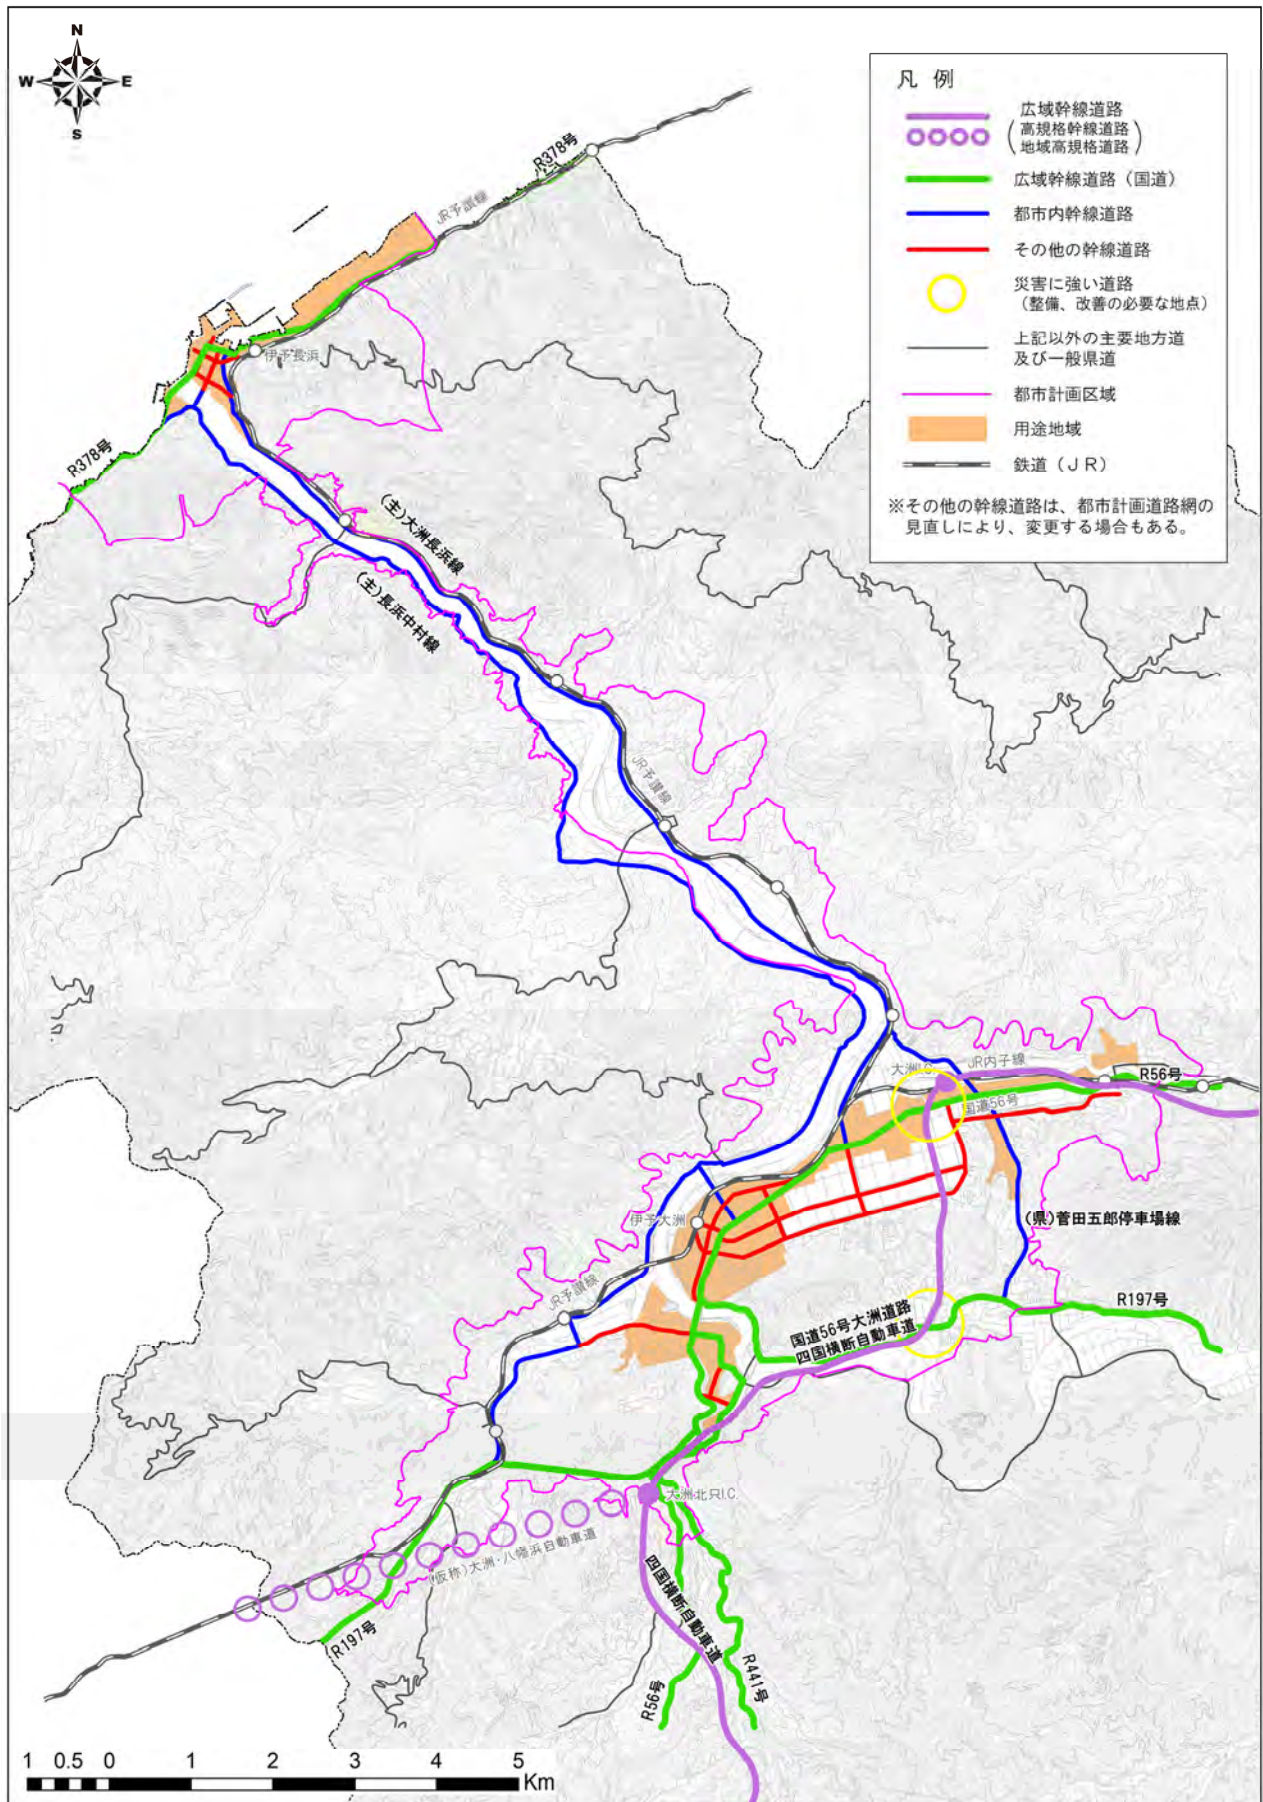 N
W
E
S
凡 例
広域幹線道路
(高規格幹線道路
地域高規格道路)
広域幹線道路（国道）
都市内幹線道路
その他の幹線道路
災害に強い道路
（整備、改善の必要な地点）
上記以外の主要地方道
及び一般県道
都市計画区域
用途地域
鉄道（ＪＲ）
※その他の幹線道路は、都市計画道路網の
見直しにより、変更する場合もある。
R378号
JR予讃線
伊予長浜
R378号
(主)大洲長浜線
(主)長浜中村線
JR予讃線
大洲I.C.
JR内子線
R56号
国道56号
伊予大洲
(県)菅田五郎停車場線
JR予讃線
R197号
国道56号大洲道路
四国横断自動車道
大洲北只I.C.
(仮称)大洲・八幡浜自動車道
四国横断自動車道
R197号
R56号
R441号
1 0.5 0 1 2 3 4 5
Km